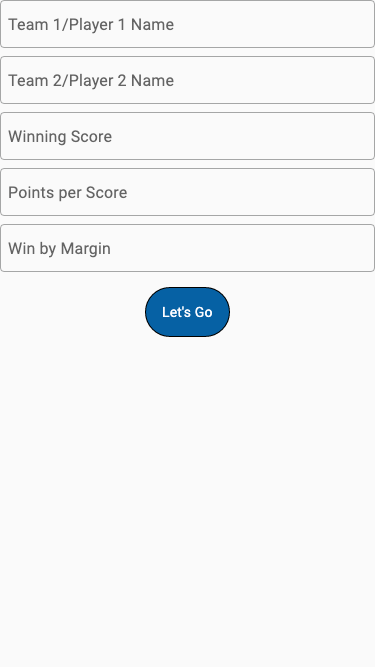 Team 1/Player 1 Name
Team 2/Player 2 Name
Winning Score
Points per Score
Win by Margin
Let's Go